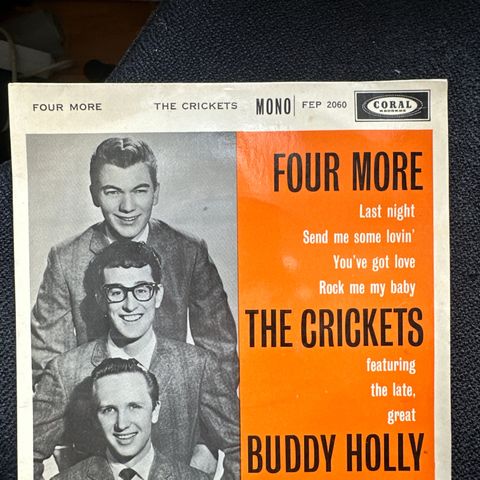 FOUR MORE THE CRICKETS MONO FEP 2060 CORAL RECORDS
FOUR MORE
Last night
Send me some lovin'
You've got love
Rock me my baby
THE CRICKETS
featuring
the late,
great
BUDDY HOLLY